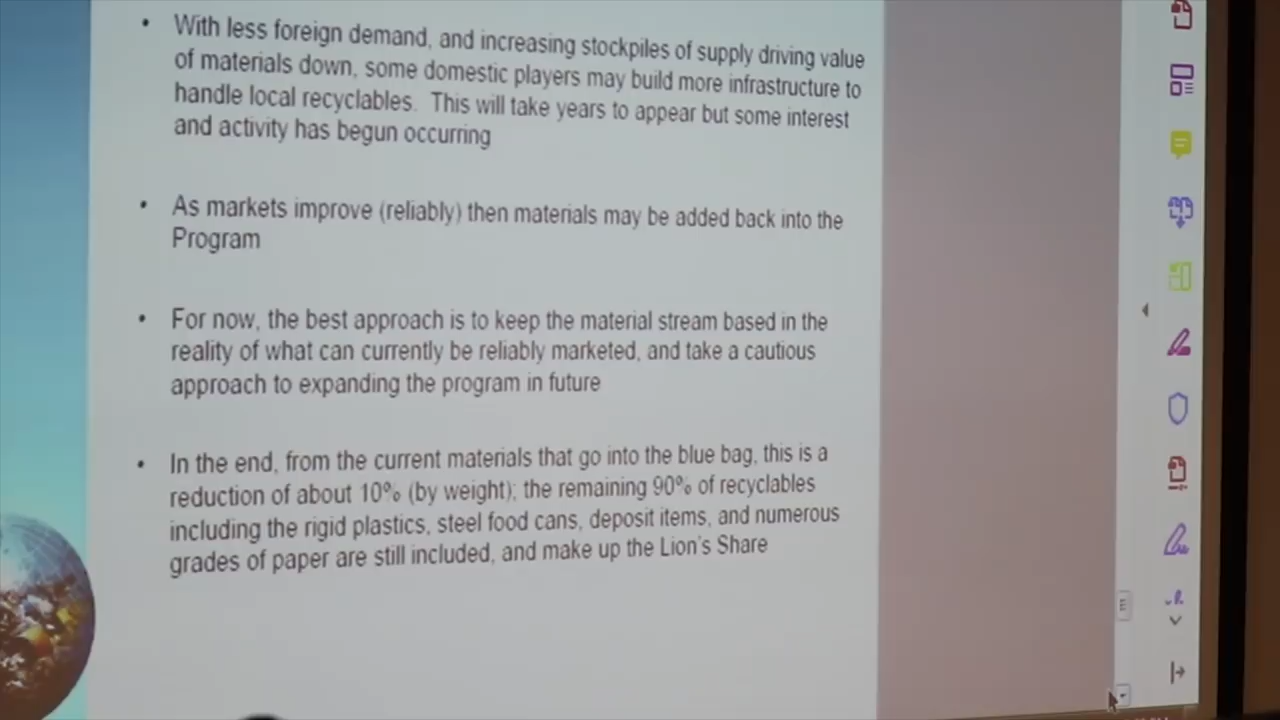 • With less foreign demand, and increasing stockpiles of supply driving value
of materials down, some domestic players may build more infrastructure to
handle local recyclables. This will take years to appear but some interest
and activity has begun occurring
• As markets improve (reliably) then materials may be added back into the
Program
• For now, the best approach is to keep the material stream based in the
reality of what can currently be reliably marketed, and take a cautious
approach to expanding the program in future
• In the end, from the current materials that go into the blue bag, this is a
reduction of about 10% (by weight); the remaining 90% of recyclables
including the rigid plastics, steel food cans, deposit items, and numerous
grades of paper are still included, and make up the Lion's Share